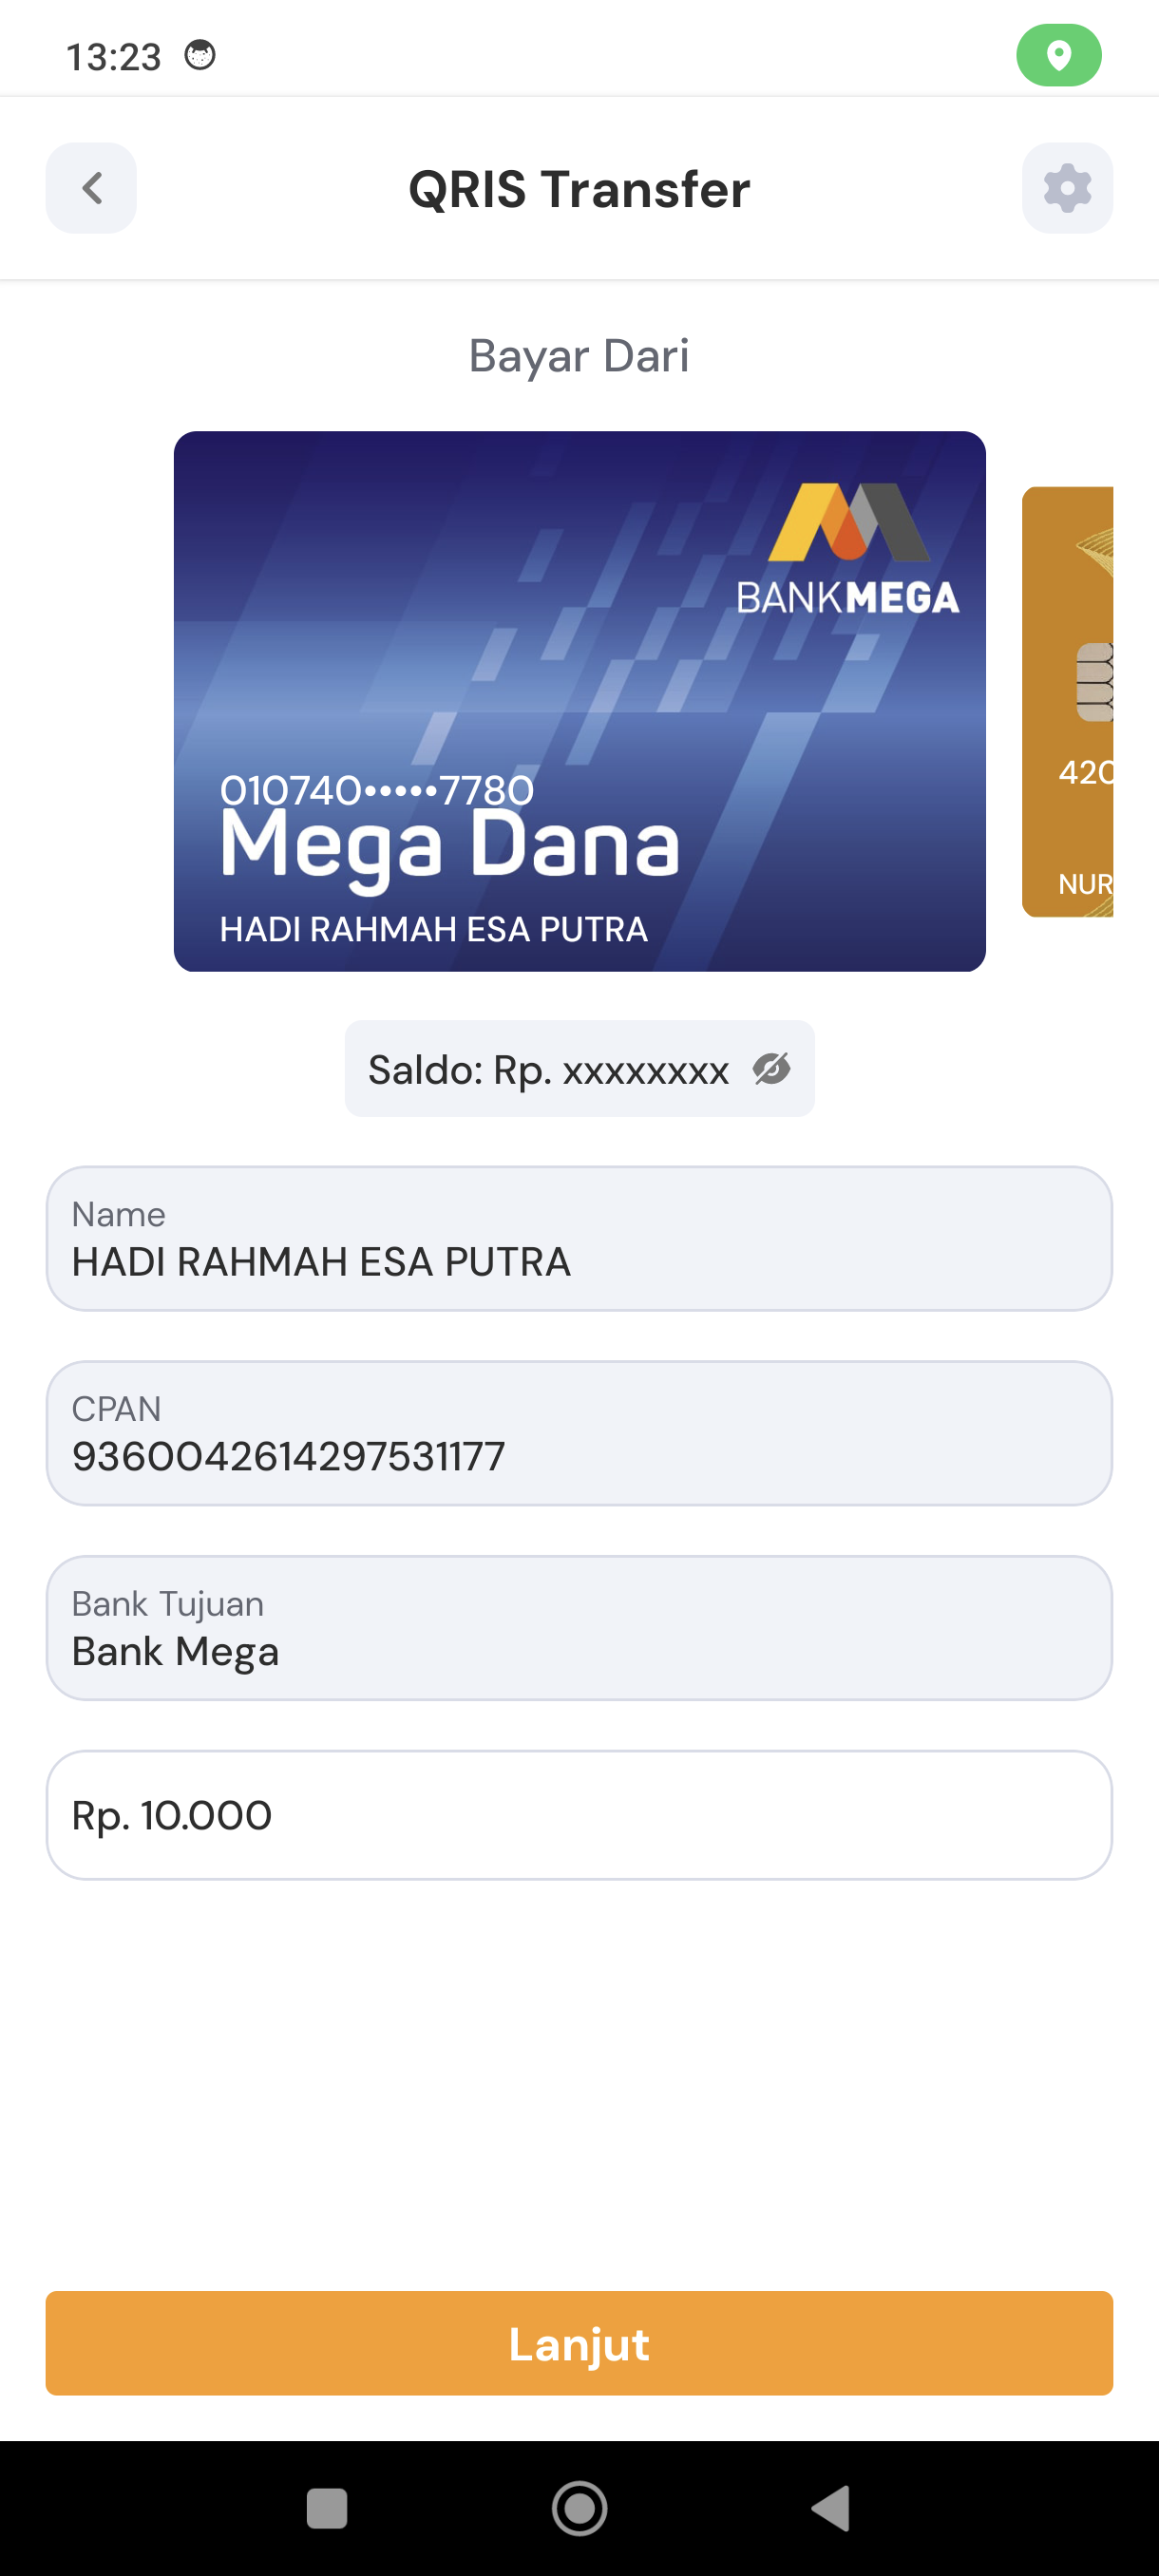 13:23
QRIS Transfer
Bayar Dari
BANKMEGA
010740•••••7780
Mega Dana
HADI RAHMAH ESA PUTRA
420
NUR
Saldo: Rp. xxxxxxxx
Name
HADI RAHMAH ESA PUTRA
CPAN
9360042614297531177
Bank Tujuan
Bank Mega
Rp. 10.000
Lanjut